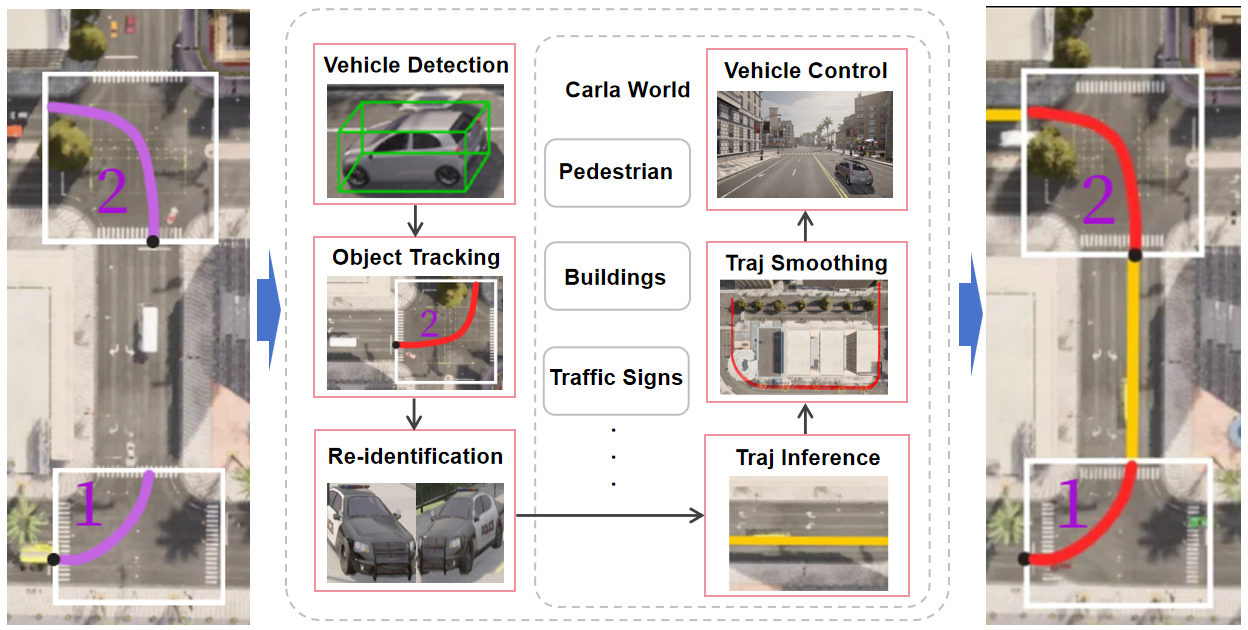 2
1
Vehicle Detection
Object Tracking
2
Re-identification
POLICE
Carla World
Pedestrian
Buildings
Traffic Signs
.
.
.
Vehicle Control
Traj Smoothing
Traj Inference
2
1